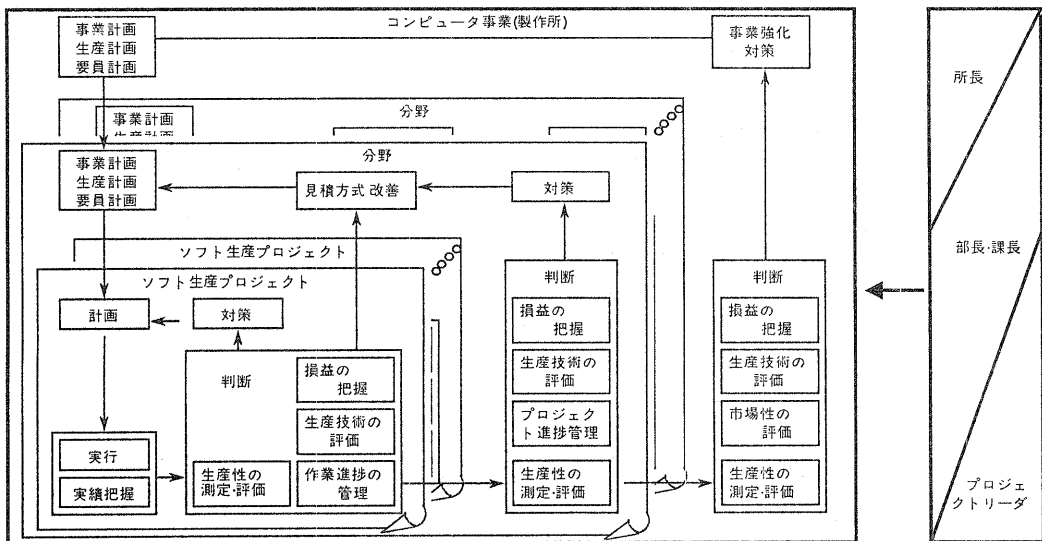 コンピュータ事業(製作所)
事業計画
生産計画
要員計画
事業強化
対策
分野
事業計画
生産計画
分野
事業計画
生産計画
要員計画
見積方式改善
対策
ソフト生産プロジェクト
ソフト生産プロジェクト
計画
対策
判断
損益の
把握
生産技術の
評価
生産性の
測定·評価
作業進捗の
管理
実行
実績把握
判断
損益の
把握
生産技術の
評価
プロジェク
ト進捗管理
生産性の
測定·評価
判断
損益の
把握
生産技術の
評価
市場性の
評価
生産性の
測定·評価
所長
部長·課長
プロジェ
クトリーダ